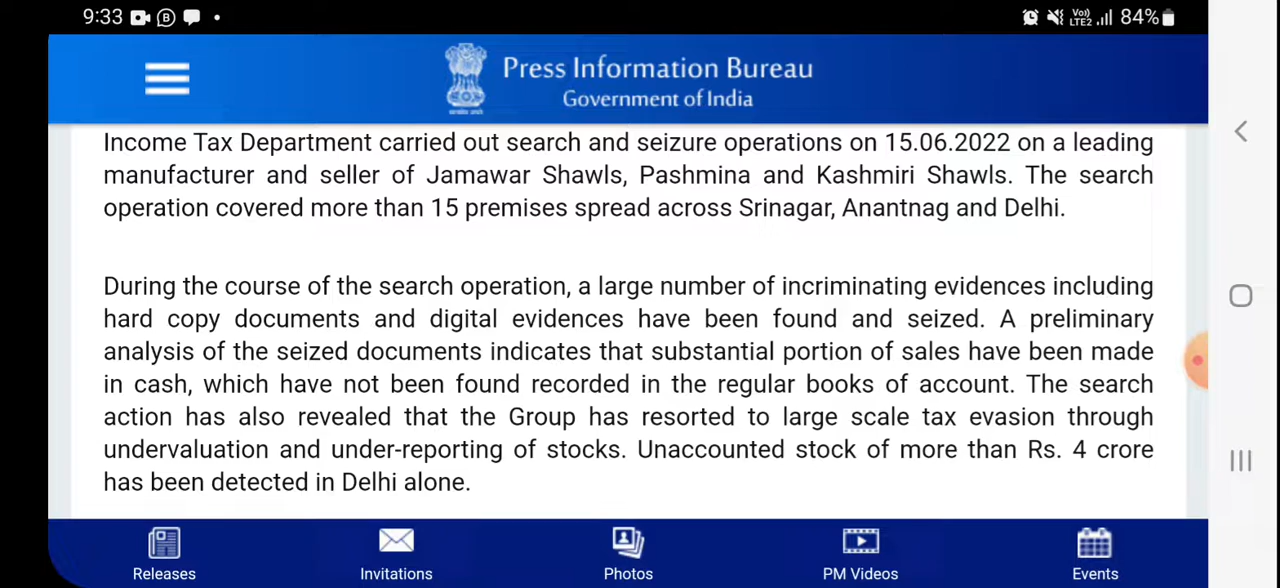 9:33 84%
Vo)
LTE2
Press Information Bureau
Government of India
Income Tax Department carried out search and seizure operations on 15.06.2022 on a leading
manufacturer and seller of Jamawar Shawls, Pashmina and Kashmiri Shawls. The search
operation covered more than 15 premises spread across Srinagar, Anantnag and Delhi.
During the course of the search operation, a large number of incriminating evidences including
hard copy documents and digital evidences have been found and seized. A preliminary
analysis of the seized documents indicates that substantial portion of sales have been made
in cash, which have not been found recorded in the regular books of account. The search
action has also revealed that the Group has resorted to large scale tax evasion through
undervaluation and under-reporting of stocks. Unaccounted stock of more than Rs. 4 crore
has been detected in Delhi alone.
Releases Invitations Photos PM Videos Events